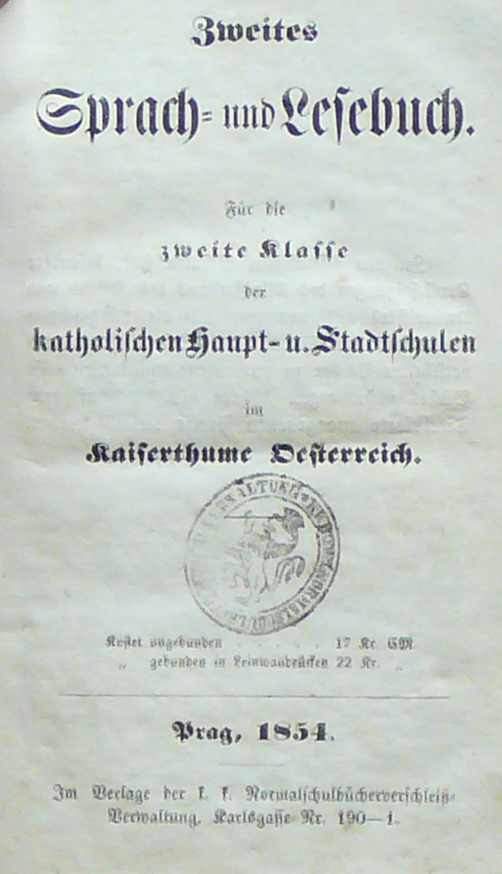 Zweites
Sprach- und Lesebuch.
Für die
zweite Klasse
der
katholischen Haupt- u. Stadtschulen
im
Kaiserthume Oesterreich.
Kostet ungebunden . . . . . . 17 Kr. CM
„ gebunden in Leinwandrücken 22 Kr. „
Prag, 1854.
Im Verlage der k. k. Normalschulbücherverschleiß-
Verwaltung, Karlsgasse Nr. 190—1.